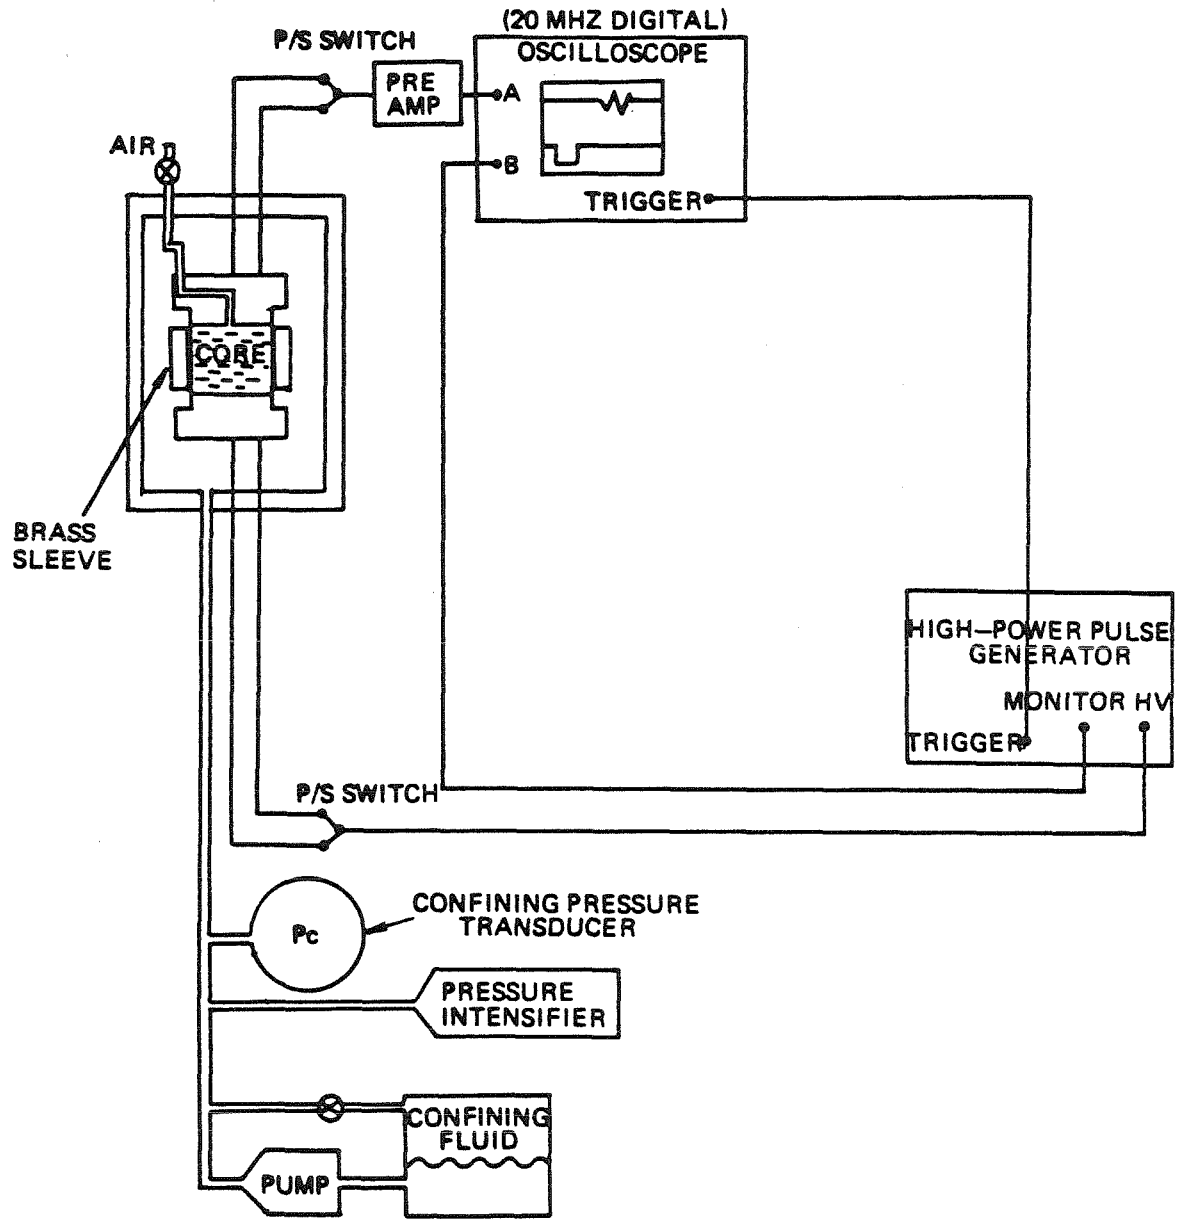 (20 MHZ DIGITAL)
OSCILLOSCOPE
P/S SWITCH
PRE
AMP
A
B
TRIGGER
AIR
CORE
BRASS
SLEEVE
HIGH-POWER PULSE
GENERATOR
MONITOR HV
TRIGGER
P/S SWITCH
CONFINING PRESSURE
TRANSDUCER
Pc
PRESSURE
INTENSIFIER
CONFINING
FLUID
PUMP